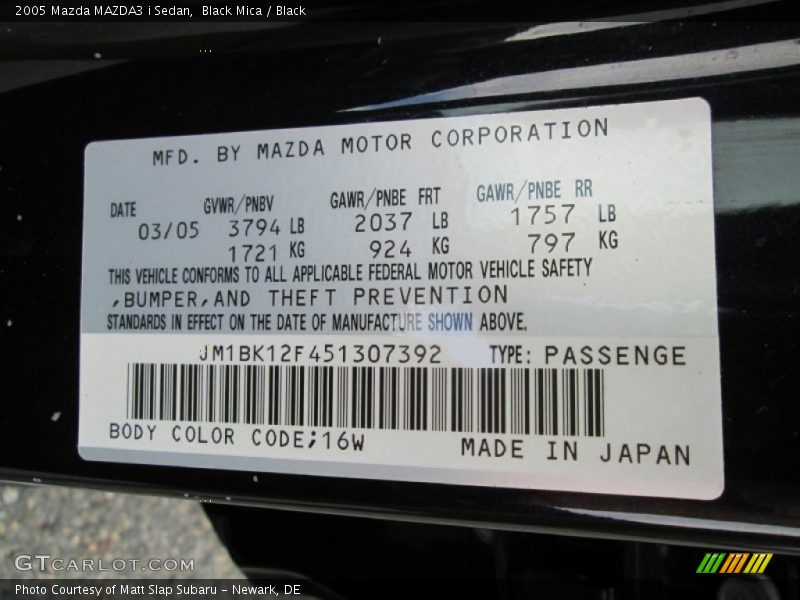 2005 Mazda MAZDA3 i Sedan, Black Mica / Black
MFD. BY MAZDA MOTOR CORPORATION
DATE GVWR/PNBV GAWR/PNBE FRT GAWR/PNBE RR
03/05 3794 LB 2037 LB 1757 LB
1721 KG 924 KG 797 KG
THIS VEHICLE CONFORMS TO ALL APPLICABLE FEDERAL MOTOR VEHICLE SAFETY
,BUMPER,AND THEFT PREVENTION
STANDARDS IN EFFECT ON THE DATE OF MANUFACTURE SHOWN ABOVE.
JM1BK12F451307392 TYPE: PASSENGE
BODY COLOR CODE;16W MADE IN JAPAN
GTCARLOT.COM
Photo Courtesy of Matt Slap Subaru - Newark, DE